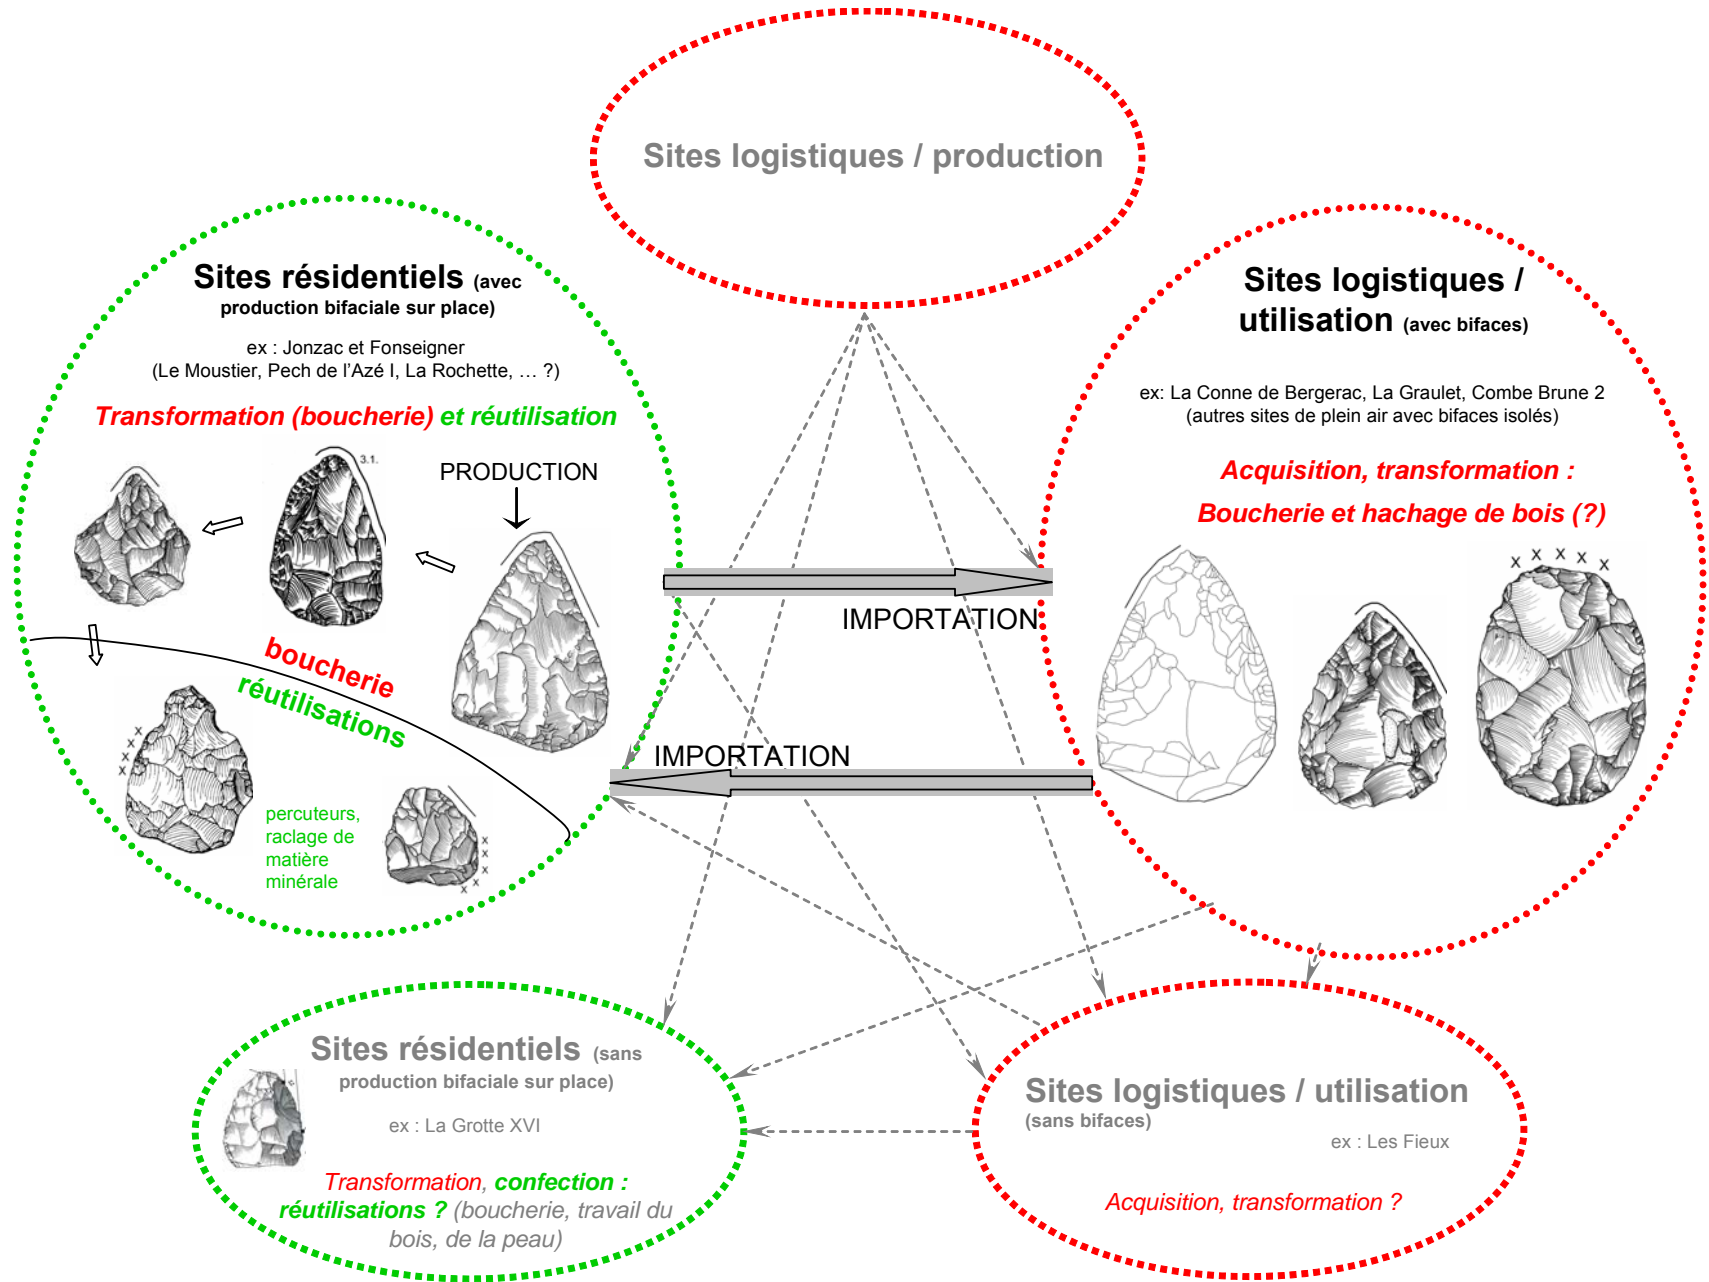 Sites logistiques / production
Sites résidentiels (avec
production bifaciale sur place)
ex : Jonzac et Fonseigner
(Le Moustier, Pech de l'Azé I, La Rochette, … ?)
Transformation (boucherie) et réutilisation
3.1.
PRODUCTION
boucherie
réutilisations
x
x
x
x
percuteurs,
raclage de
matière
minérale
x
x
x
x x x
IMPORTATION
IMPORTATION
Sites logistiques /
utilisation (avec bifaces)
ex: La Conne de Bergerac, La Graulet, Combe Brune 2
(autres sites de plein air avec bifaces isolés)
Acquisition, transformation :
Boucherie et hachage de bois (?)
x x x x x
Sites résidentiels (sans
production bifaciale sur place)
ex : La Grotte XVI
Transformation, confection :
réutilisations ? (boucherie, travail du
bois, de la peau)
Sites logistiques / utilisation
(sans bifaces)
ex : Les Fieux
Acquisition, transformation ?